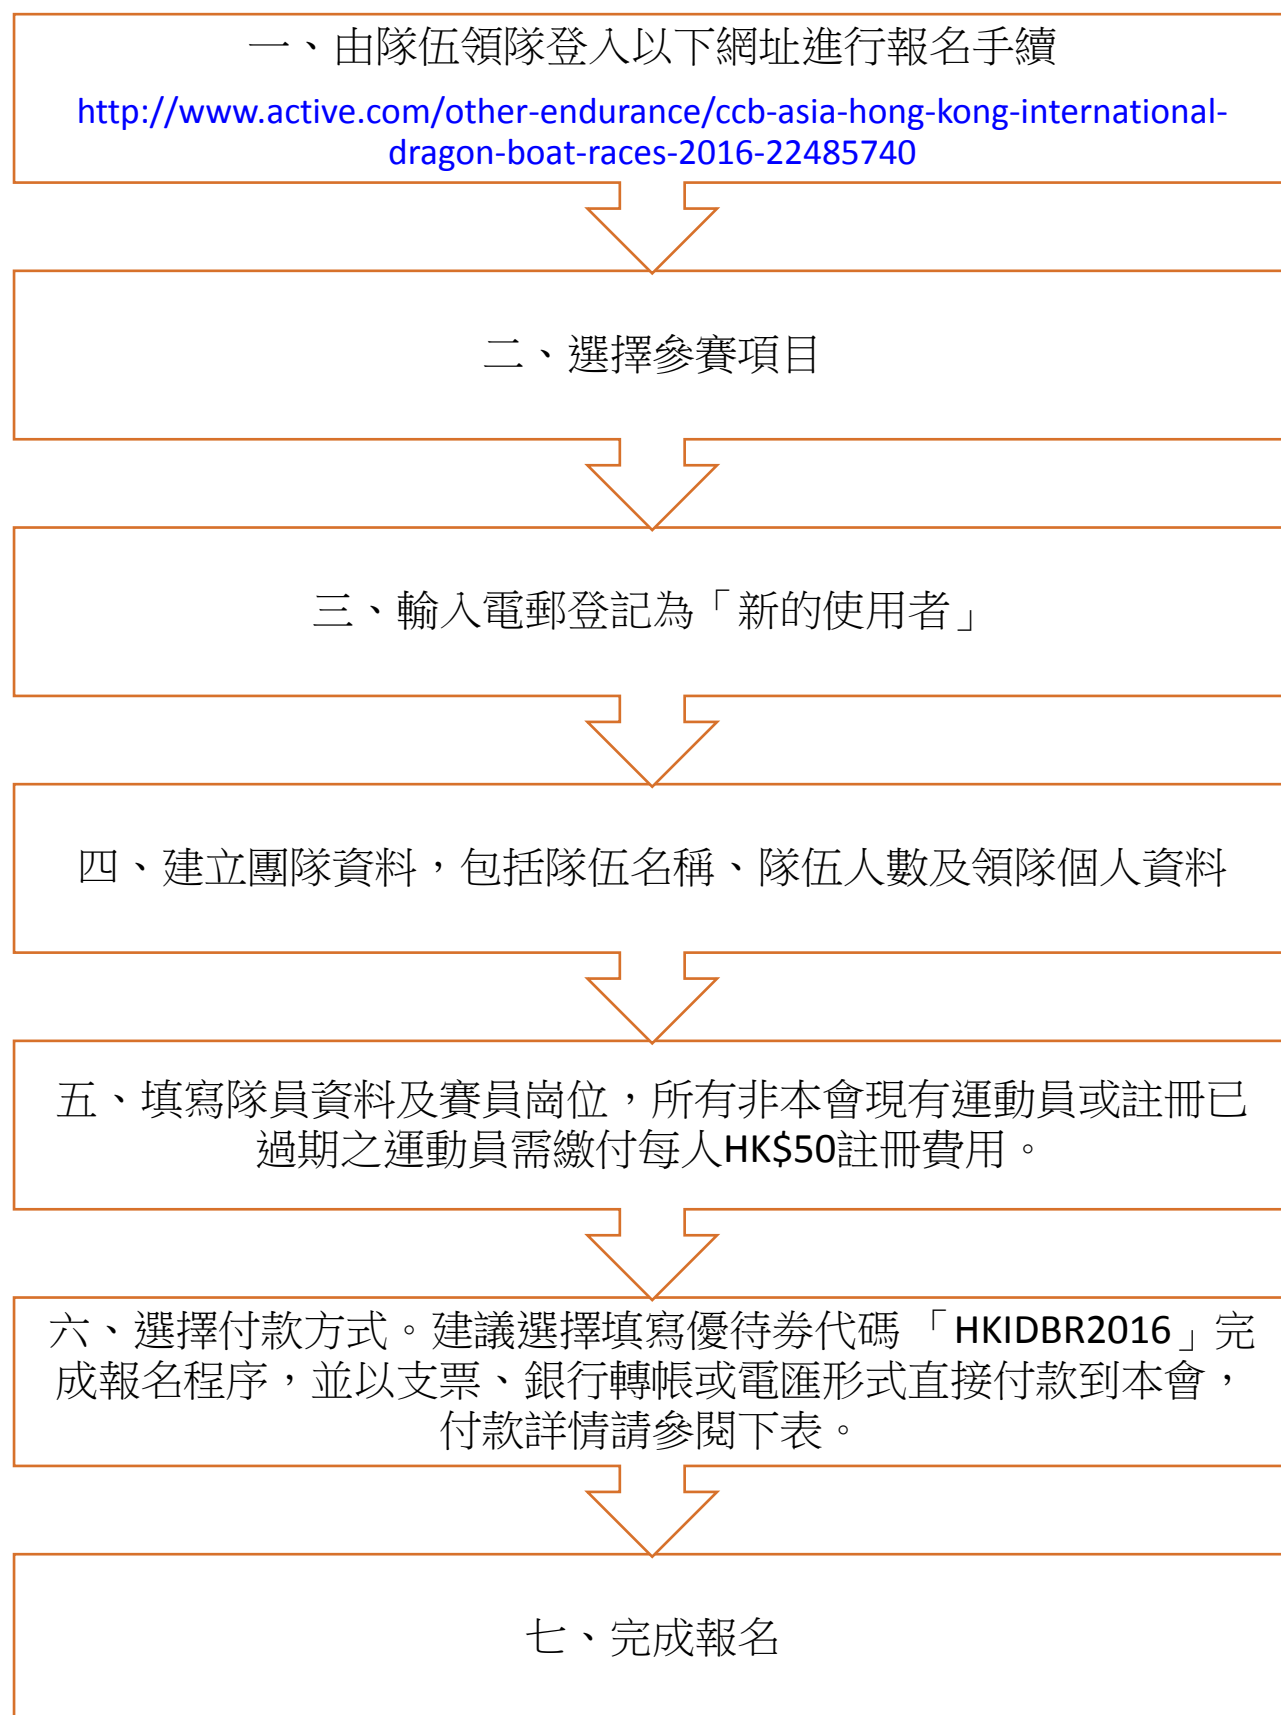 一、由隊伍領隊登入以下網址進行報名手續
http://www.active.com/other-endurance/ccb-asia-hong-kong-international-
dragon-boat-races-2016-22485740
二、選擇參賽項目
三、輸入電郵登記為「新的使用者」
四、建立團隊資料，包括隊伍名稱、隊伍人數及領隊個人資料
五、填寫隊員資料及賽員崗位，所有非本會現有運動員或註冊已
過期之運動員需繳付每人HK$50註冊費用。
六、選擇付款方式。建議選擇填寫優待券代碼 「HKIDBR2016」完
成報名程序，並以支票、銀行轉帳或電匯形式直接付款到本會，
付款詳情請參閱下表。
七、完成報名